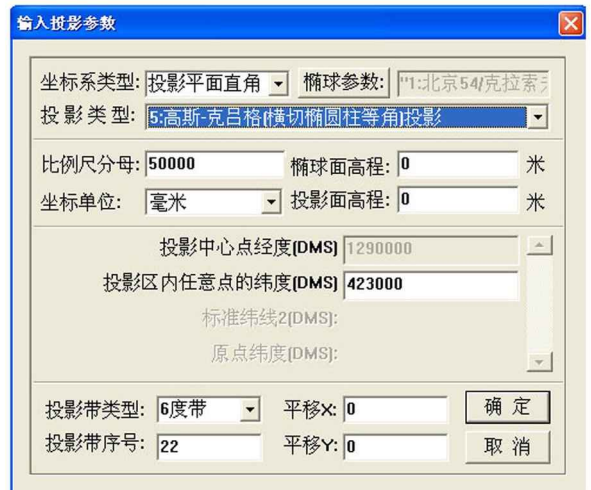 输入投影参数
坐标系类型: 投影平面直角 椭球参数: "1:北京54/克拉索
投影类型: 5:高斯-克吕格(横切椭圆柱等角)投影
比例尺分母: 50000 椭球面高程: 0 米
坐标单位: 毫米 投影面高程: 0 米
投影中心点经度(DMS) 1290000
投影区内任意点的纬度(DMS) 423000
标准纬线2(DMS):
原点纬度(DMS):
投影带类型: 6度带 平移X: 0 确定
投影带序号: 22 平移Y: 0 取消